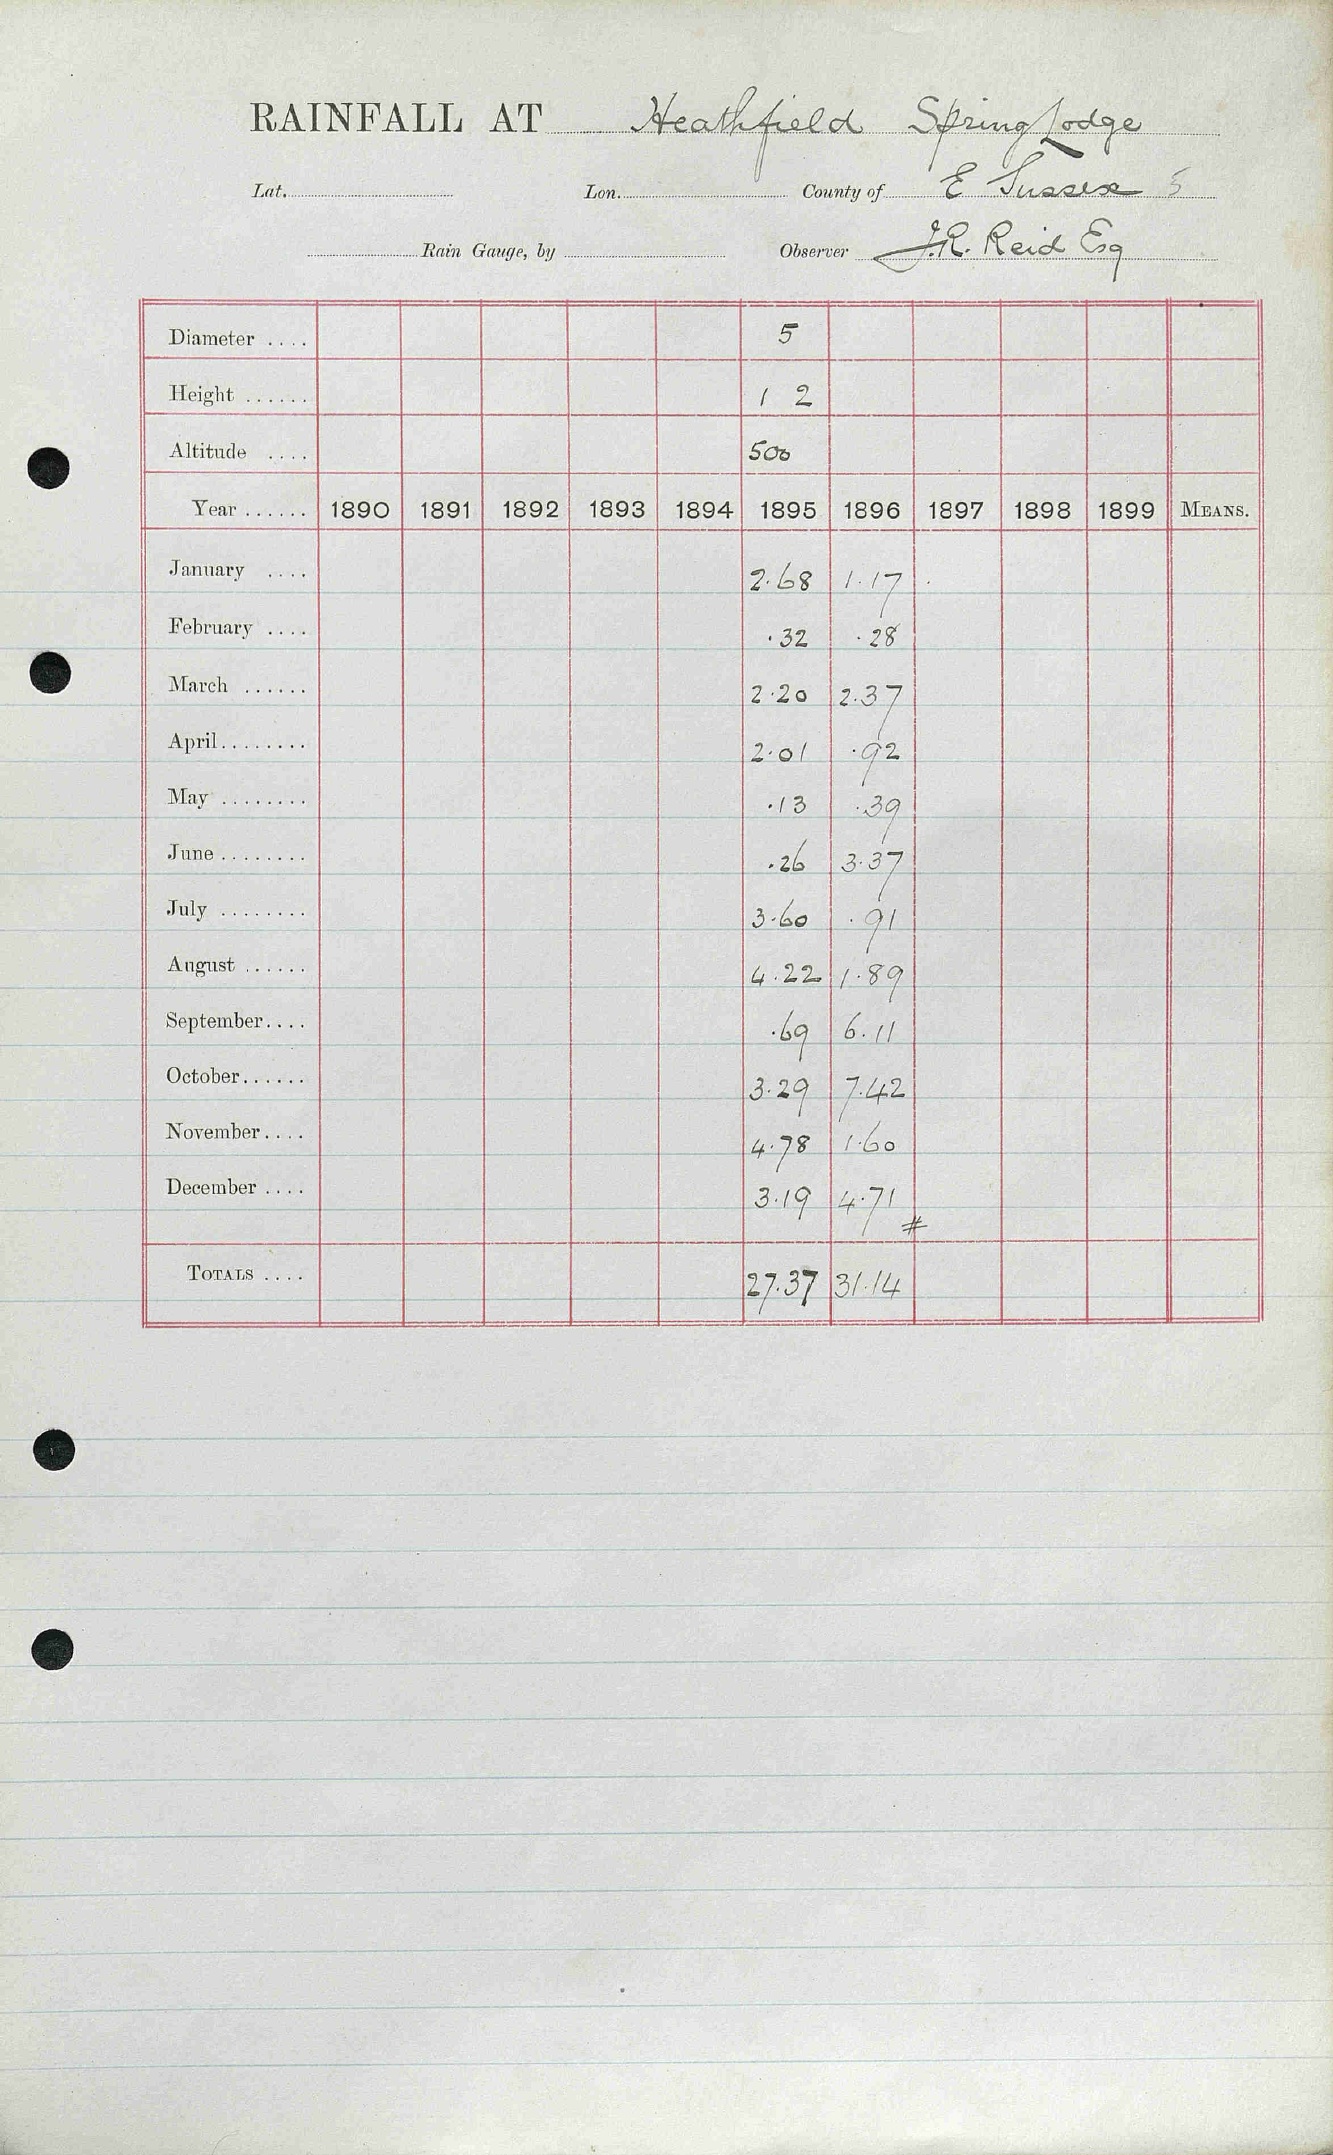 RAINFALL AT Heathfield Spring Lodge
Lat. Lon. County of E Sussex 5
Rain Gauge, by Observer J.R. Reid Esq
Diameter .... 5
Height ...... 1 2
Altitude .... 500
Year ...... 1890 1891 1892 1893 1894 1895 1896 1897 1898 1899 MEANS.
January .... 2.68 1.17
February .... .32 .28
March ...... 2.20 2.37
April........ 2.01 .92
May ........ .13 .39
June ........ .26 3.37
July ........ 3.60 .91
August ...... 4.22 1.89
September.... .69 6.11
October...... 3.29 7.42
November.... 4.78 1.60
December .... 3.19 4.71 #
TOTALS .... 27.37 31.14